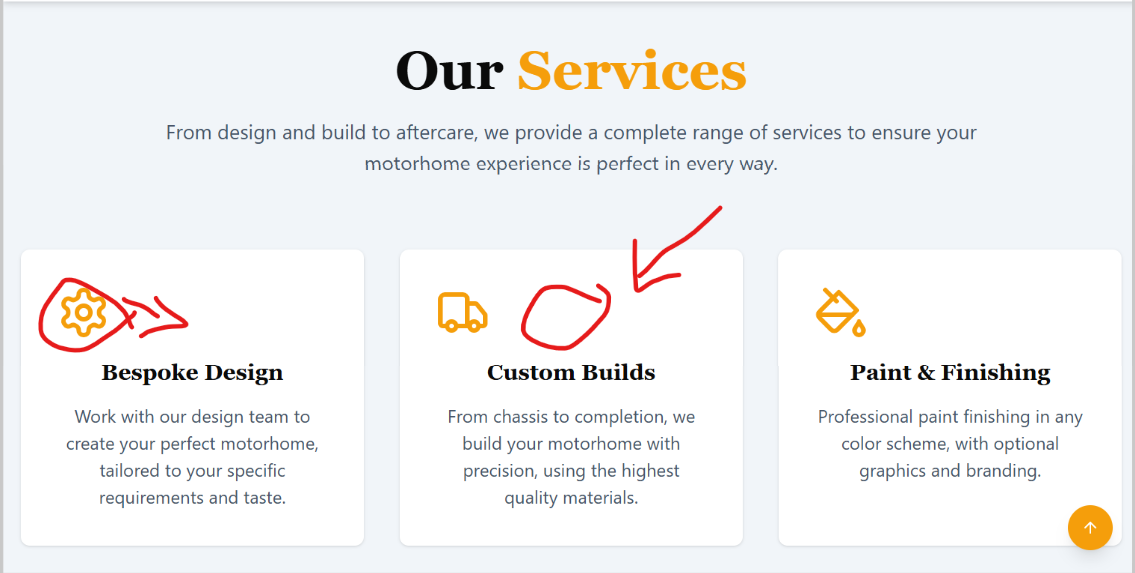 Our Services
From design and build to aftercare, we provide a complete range of services to ensure your
motorhome experience is perfect in every way.
Bespoke Design
Work with our design team to
create your perfect motorhome,
tailored to your specific
requirements and taste.
Custom Builds
From chassis to completion, we
build your motorhome with
precision, using the highest
quality materials.
Paint & Finishing
Professional paint finishing in any
color scheme, with optional
graphics and branding.